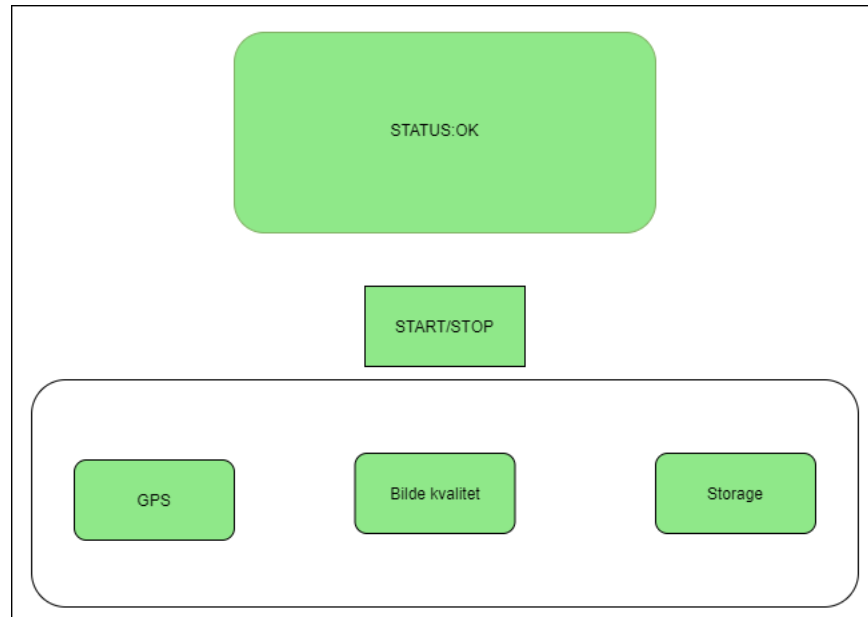 STATUS:OK
START/STOP
GPS
Bilde kvalitet
Storage